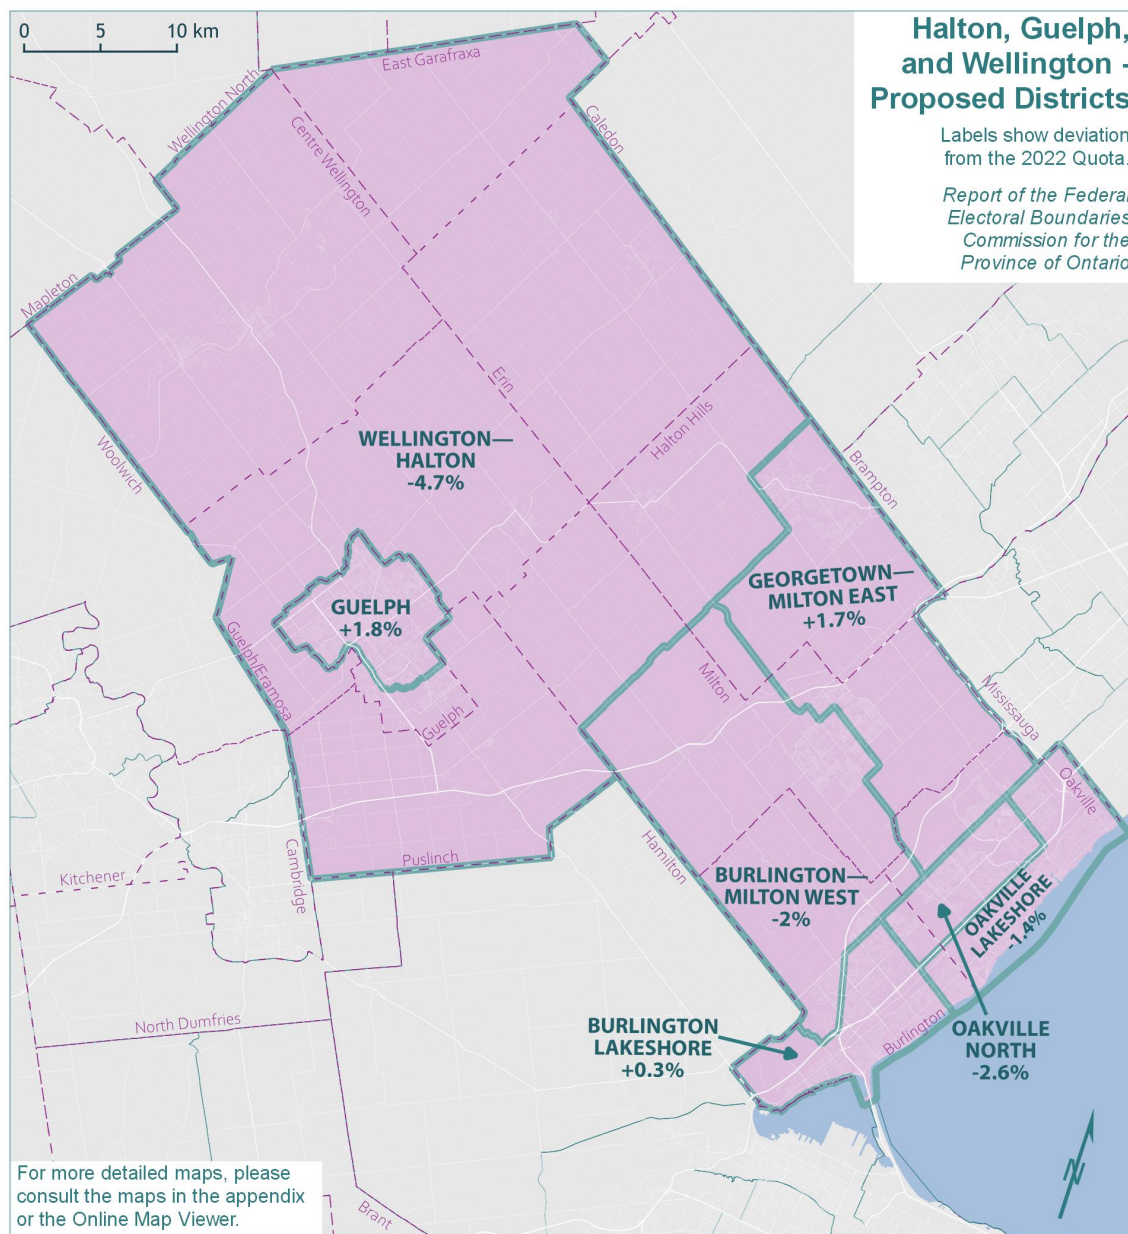 0 5 10 km
Halton, Guelph,
and Wellington -
Proposed Districts
Labels show deviation
from the 2022 Quota.
Report of the Federal
Electoral Boundaries
Commission for the
Province of Ontario
East Garafraxa
Wellington North
Centre Wellington
Caledon
Mapleton
Erin
Woolwich
Halton Hills
WELLINGTON—
HALTON
-4.7%
Brampton
GEORGETOWN—
MILTON EAST
+1.7%
GUELPH
+1.8%
Guelph/Eramosa
Guelph
Milton
Mississauga
Oakville
Puslinch
Hamilton
Cambridge
Kitchener
BURLINGTON—
MILTON WEST
-2%
OAKVILLE
LAKESHORE
-1.4%
North Dumfries
BURLINGTON
LAKESHORE
+0.3%
Burlington
OAKVILLE
NORTH
-2.6%
N
For more detailed maps, please
consult the maps in the appendix
or the Online Map Viewer.
Brant